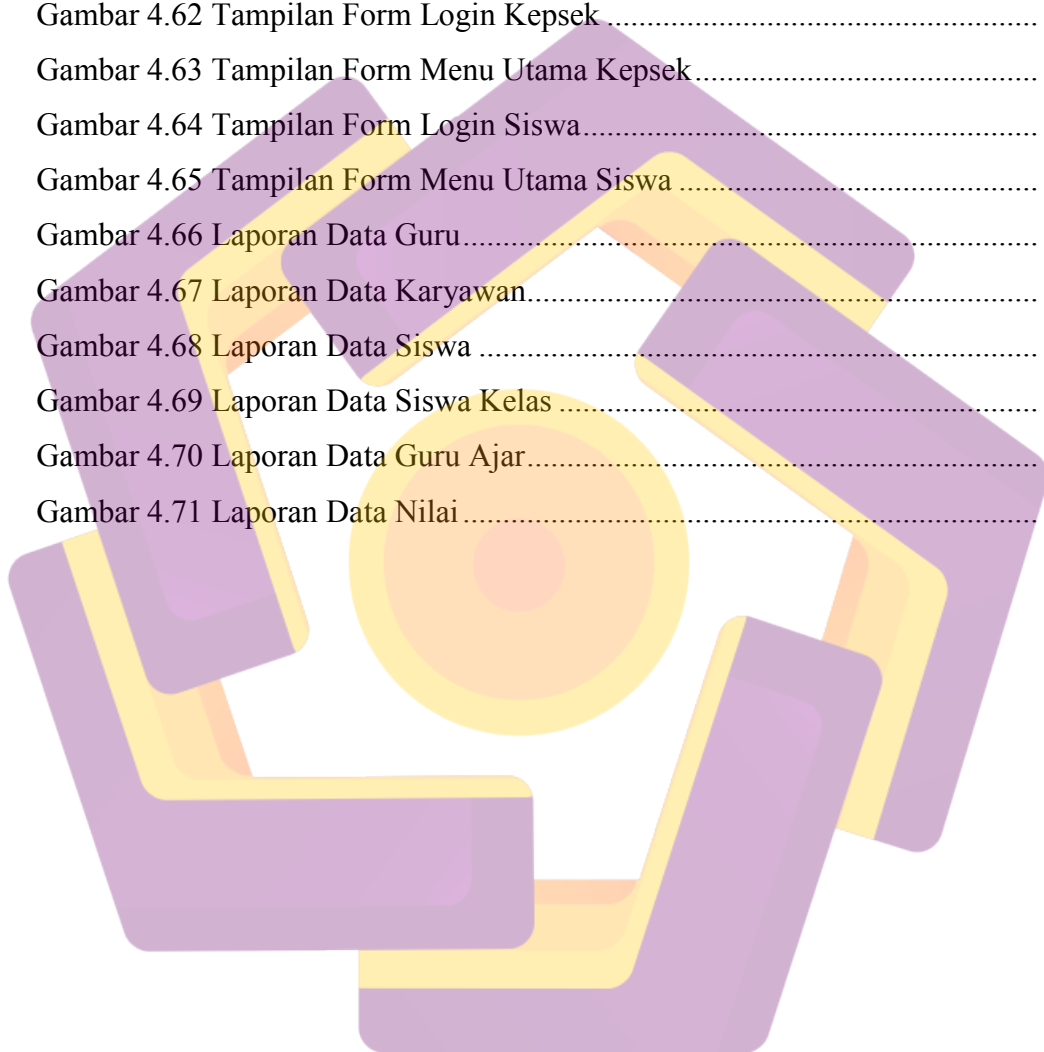 Gambar 4.62 Tampilan Form Login Kepsek ......................................................
Gambar 4.63 Tampilan Form Menu Utama Kepsek...........................................
Gambar 4.64 Tampilan Form Login Siswa.........................................................
Gambar 4.65 Tampilan Form Menu Utama Siswa .............................................
Gambar 4.66 Laporan Data Guru........................................................................
Gambar 4.67 Laporan Data Karyawan................................................................
Gambar 4.68 Laporan Data Siswa ......................................................................
Gambar 4.69 Laporan Data Siswa Kelas ............................................................
Gambar 4.70 Laporan Data Guru Ajar................................................................
Gambar 4.71 Laporan Data Nilai........................................................................